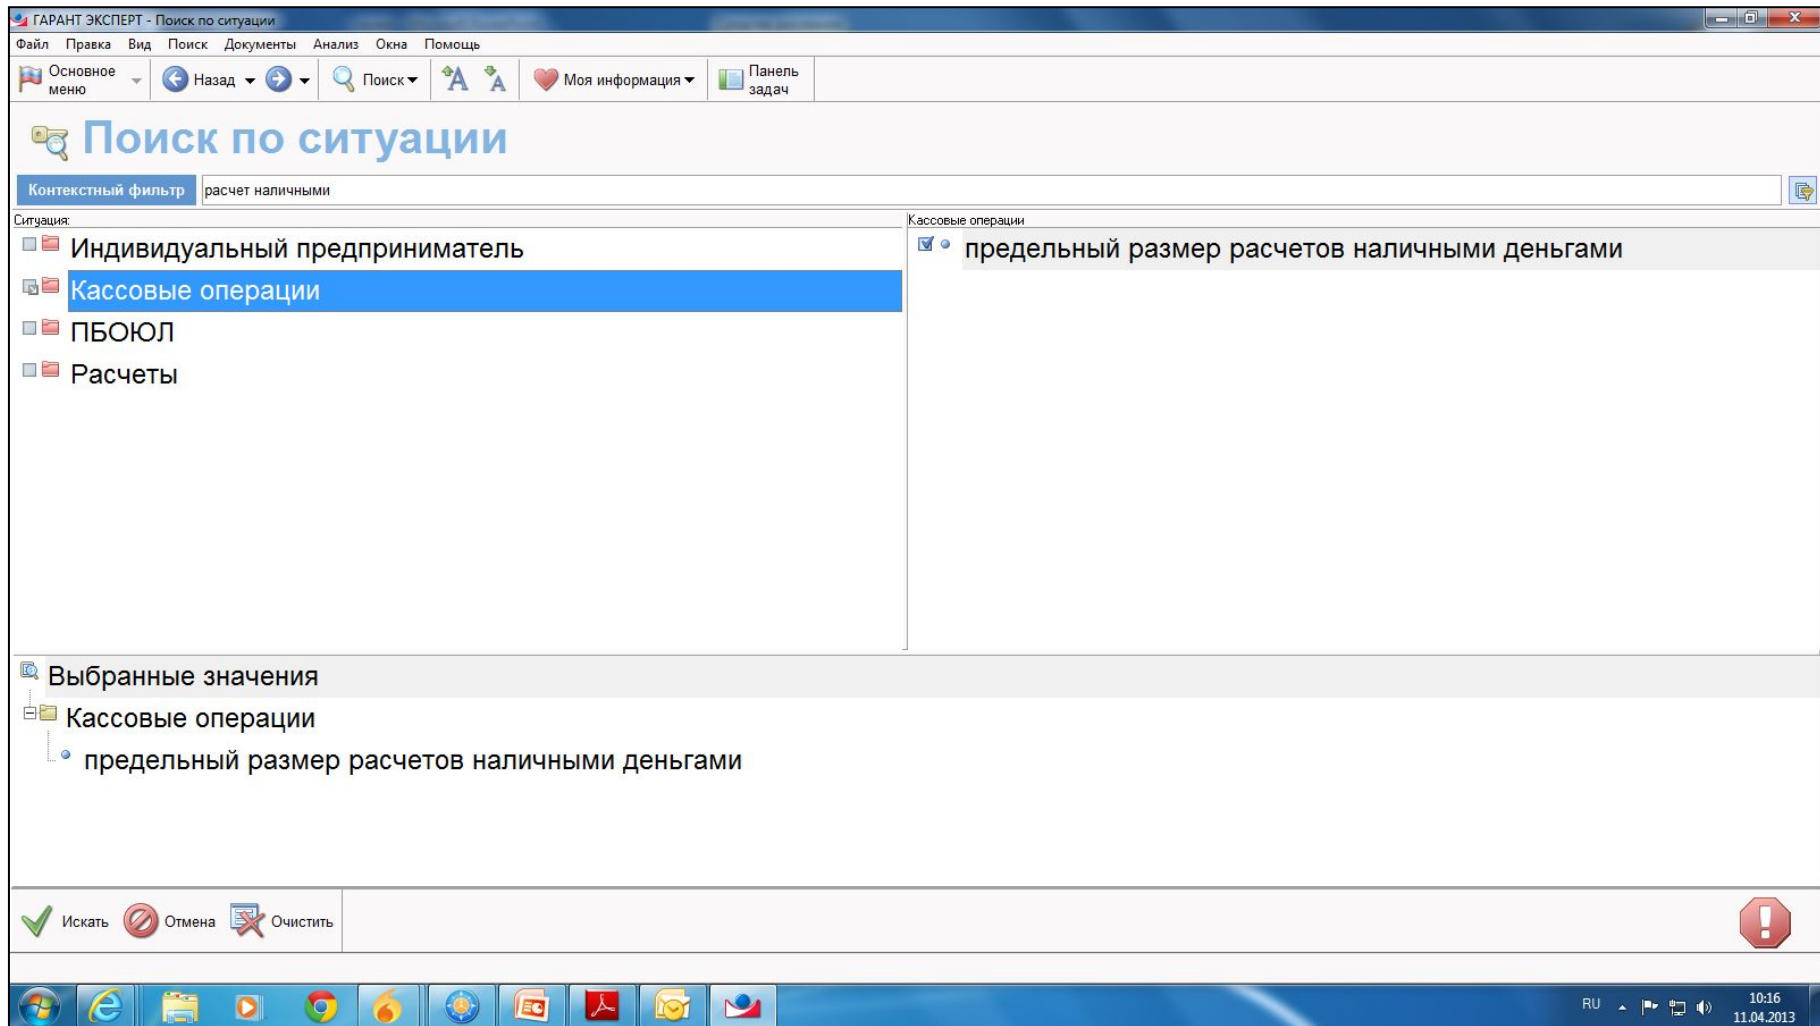 ГАРАНТ ЭКСПЕРТ - Поиск по ситуации
Файл Правка Вид Поиск Документы Анализ Окна Помощь
Основное меню Назад Поиск Моя информация Панель задач
Поиск по ситуации
Контекстный фильтр расчет наличными
Ситуация: Кассовые операции
Индивидуальный предприниматель предельный размер расчетов наличными деньгами
Кассовые операции
ПБОЮЛ
Расчеты
Выбранные значения
Кассовые операции
предельный размер расчетов наличными деньгами
Искать Отмена Очистить
RU 10:16
11.04.2013